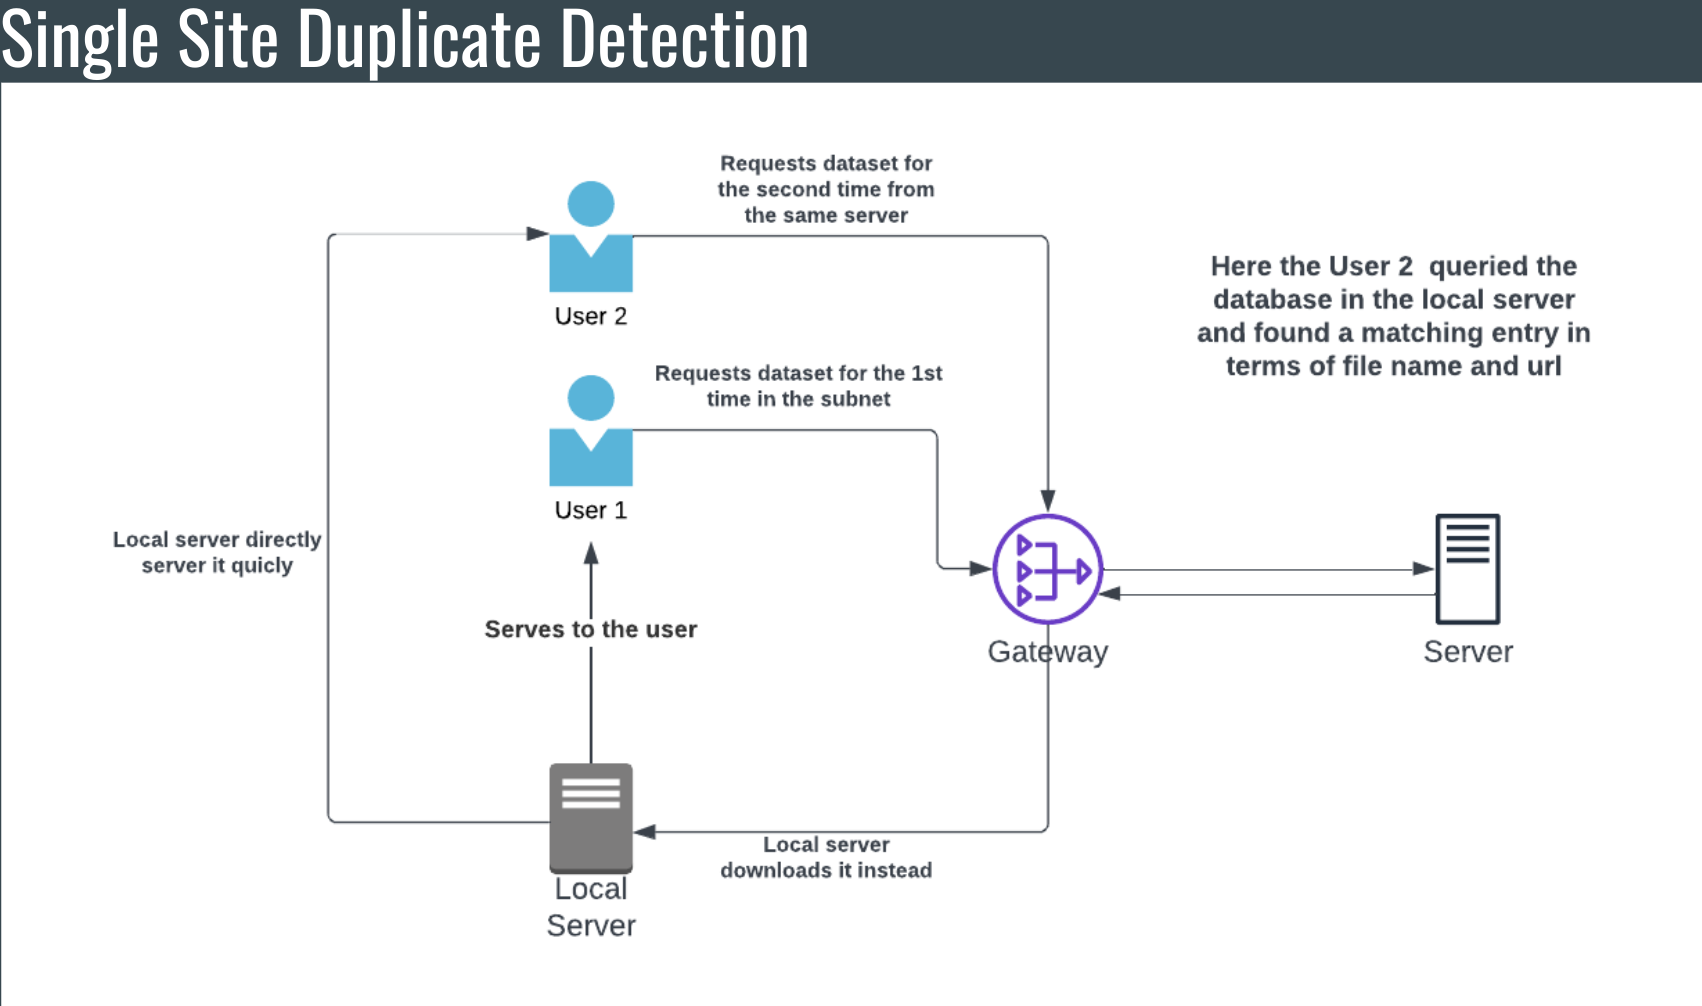 Single Site Duplicate Detection
Requests dataset for
the second time from
the same server
User 2
Here the User 2  queried the
database in the local server
and found a matching entry in
terms of file name and url
Requests dataset for the 1st
time in the subnet
User 1
Local server directly
server it quicly
Serves to the user
Gateway
Server
Local server
downloads it instead
Local
Server